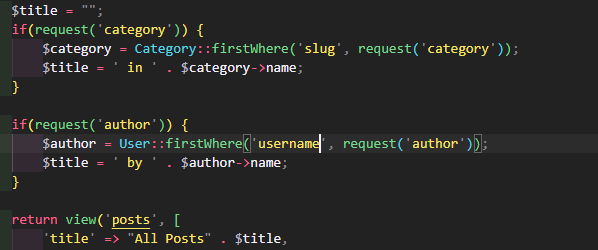 $title = "";
if(request('category')) {
    $category = Category::firstWhere('slug', request('category'));
    $title = ' in ' . $category->name;
}
if(request('author')) {
    $author = User::firstWhere('username', request('author'));
    $title = ' by ' . $author->name;
}
return view('posts', [
    'title' => "All Posts" . $title,